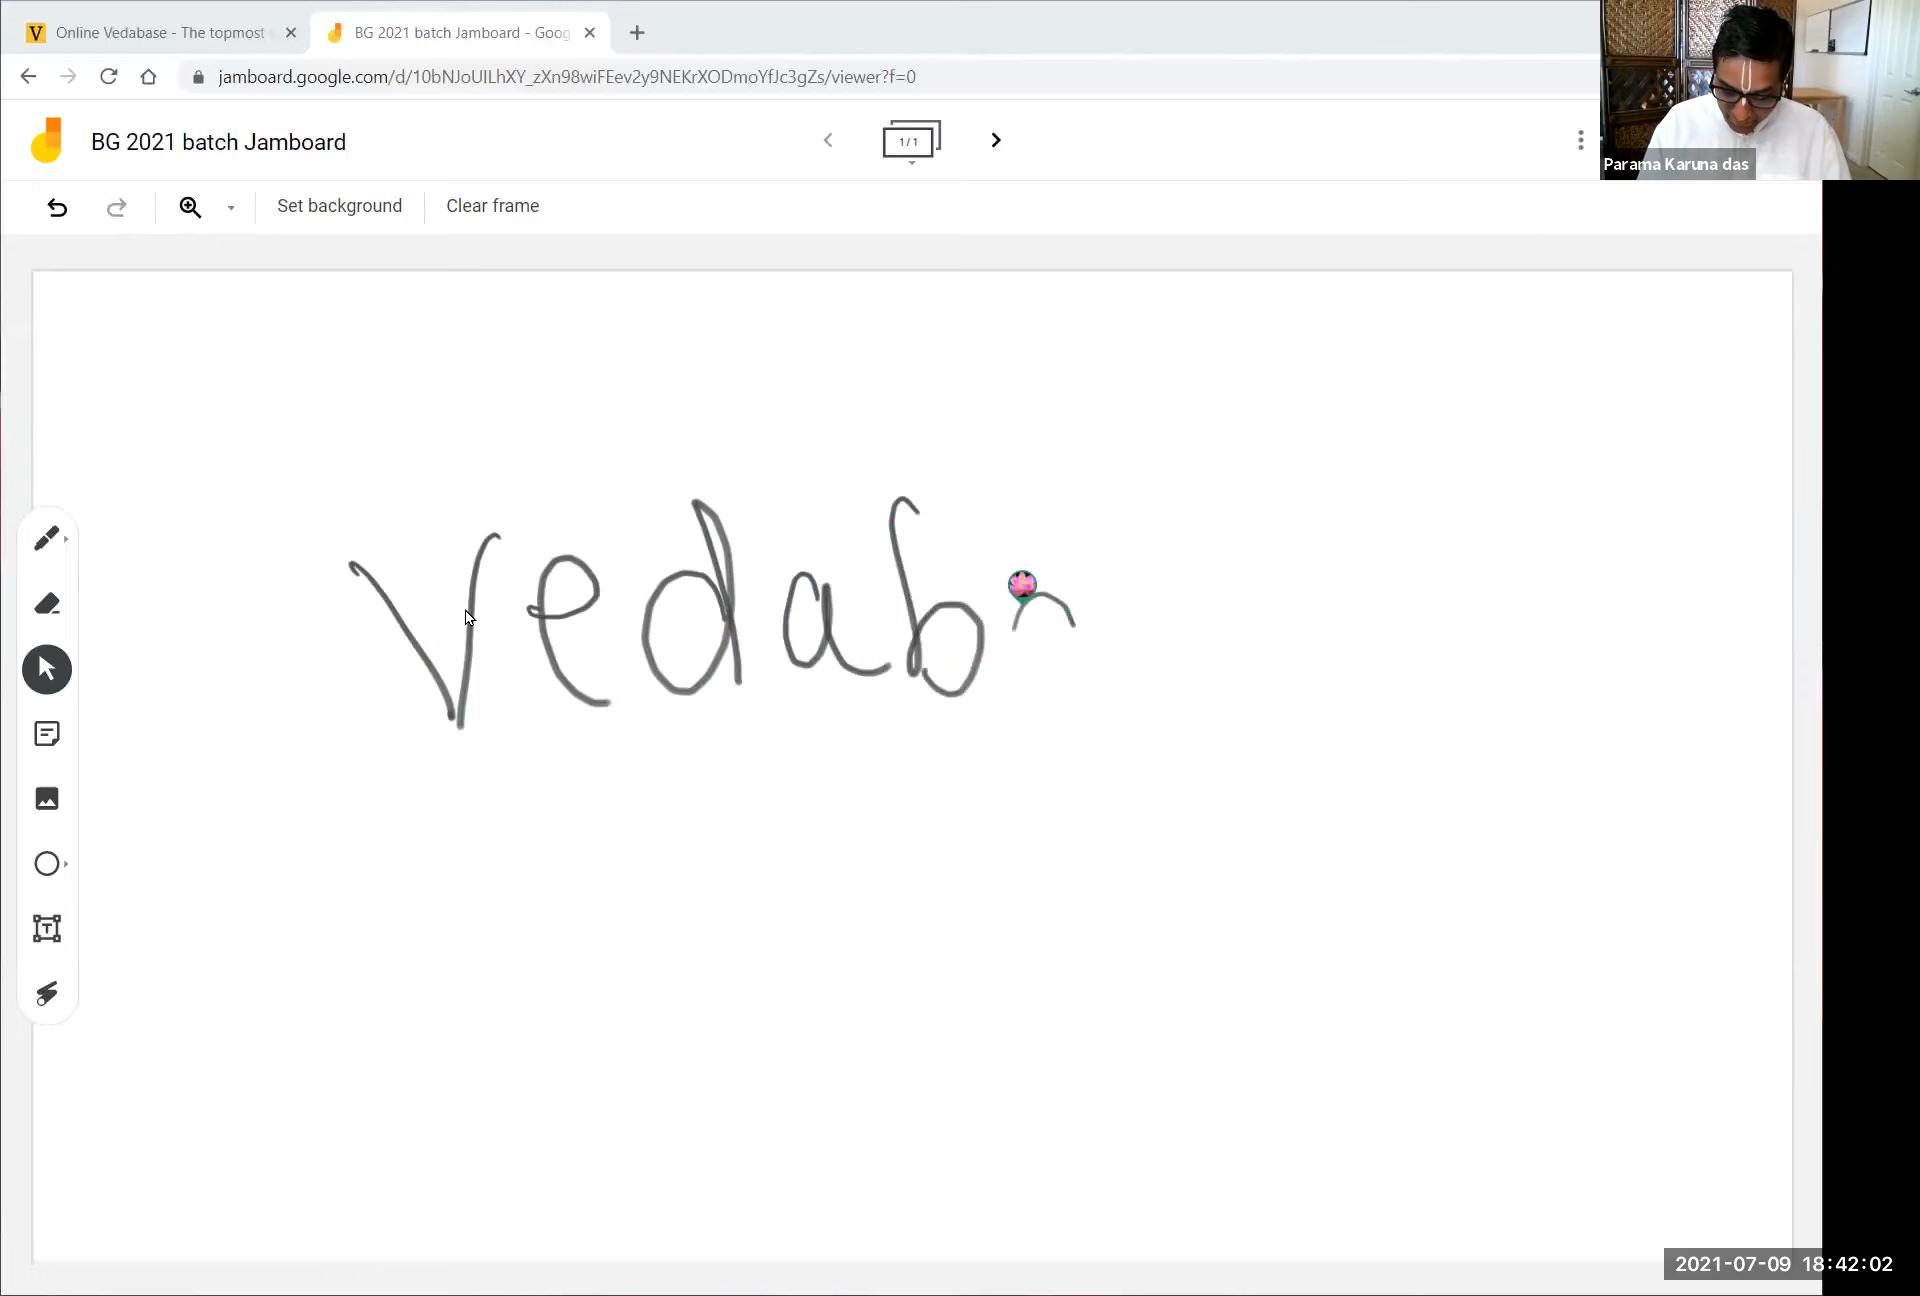 Online Vedabase - The topmost
BG 2021 batch Jamboard - Goog
jamboard.google.com/d/10bNJoUILhXY_zXn98wiFEev2y9NEKrXODmoYfJc3gZs/viewer?f=0
BG 2021 batch Jamboard
1/1
Parama Karuna das
Set background
Clear frame
Vedab
2021-07-09 18:42:02